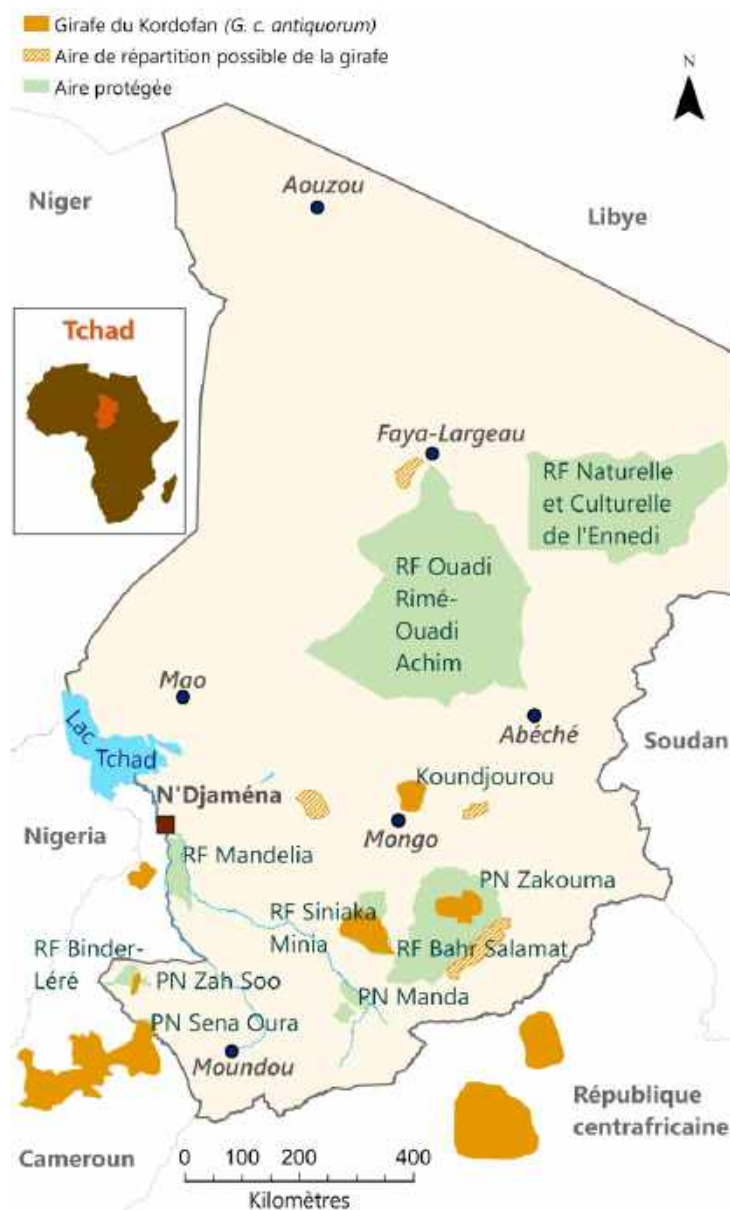 Girafe du Kordofan (G. c. antiquorum)
Aire de répartition possible de la girafe
Aire protégée
N
Niger
Aouzou
Libye
Tchad
Faya-Largeau
RF Naturelle
et Culturelle
de l'Ennedi
RF Ouadi
Rimé-
Ouadi
Achim
Mao
Lac
Tchad
Abéché
Soudan
Koundjourou
N'Djaména
Mongo
Nigeria
RF Mandelia
PN Zakouma
RF Siniaka
Minia
RF Bahr Salamat
RF Binder-
Léré
PN Zah Soo
PN Manda
PN Sena Oura
Moundou
République
centrafricaine
Cameroun
0 100 200 400
Kilomètres